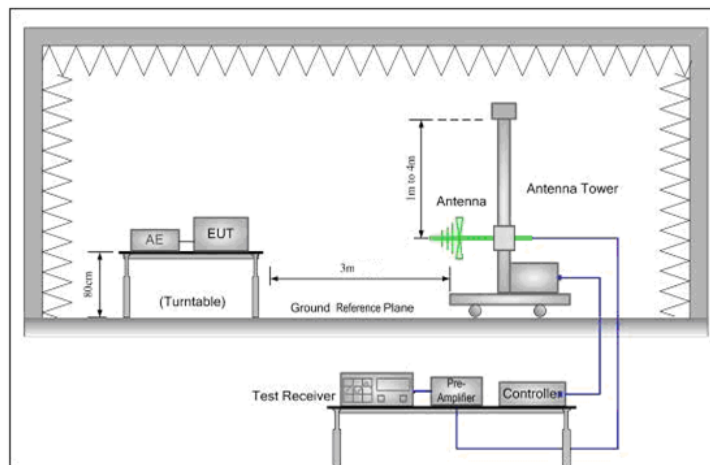 1m to 4m
Antenna
Antenna Tower
AE
EUT
80cm
(Turntable)
3m
Ground Reference Plane
Test Receiver
Pre-
Amplifier
Controller